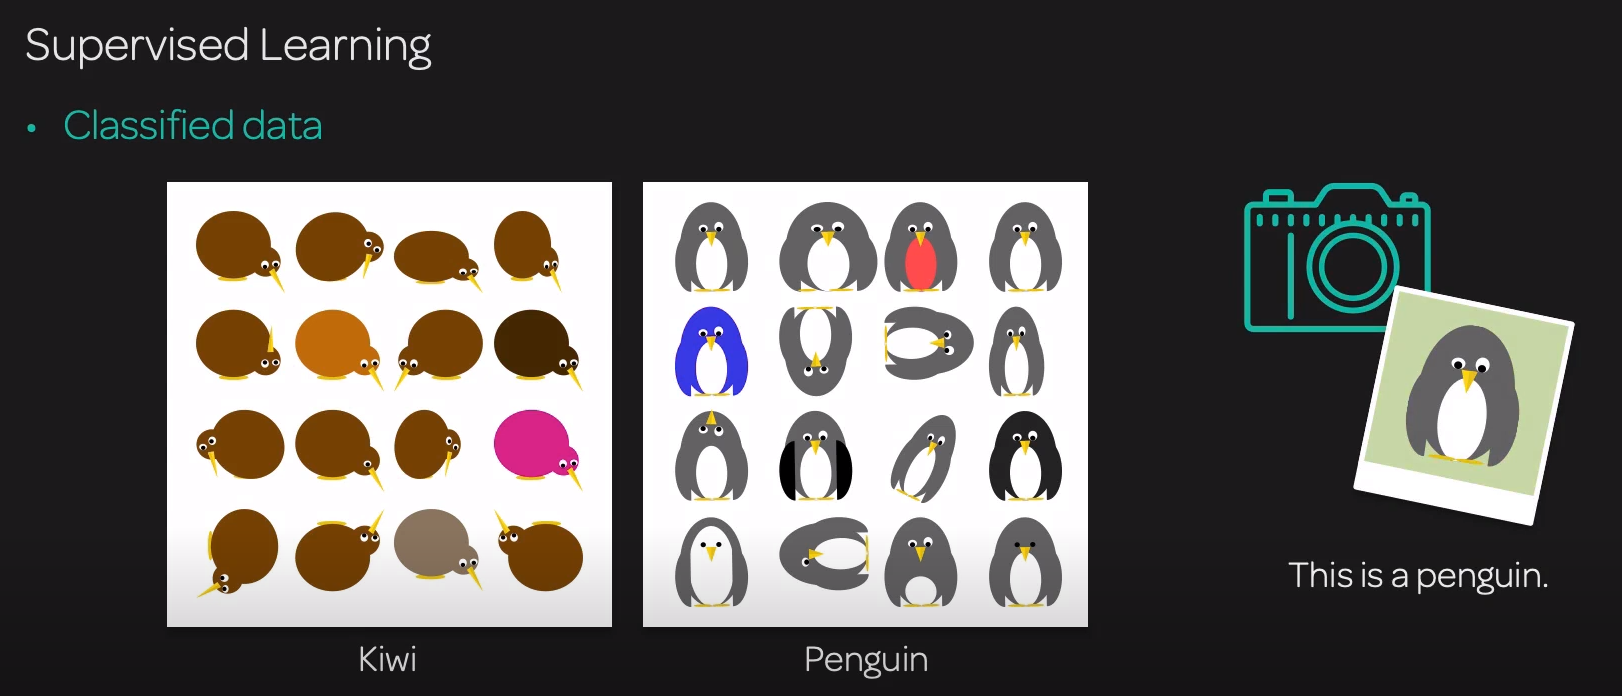 Supervised Learning
• Classified data
Kiwi
Penguin
This is a penguin.